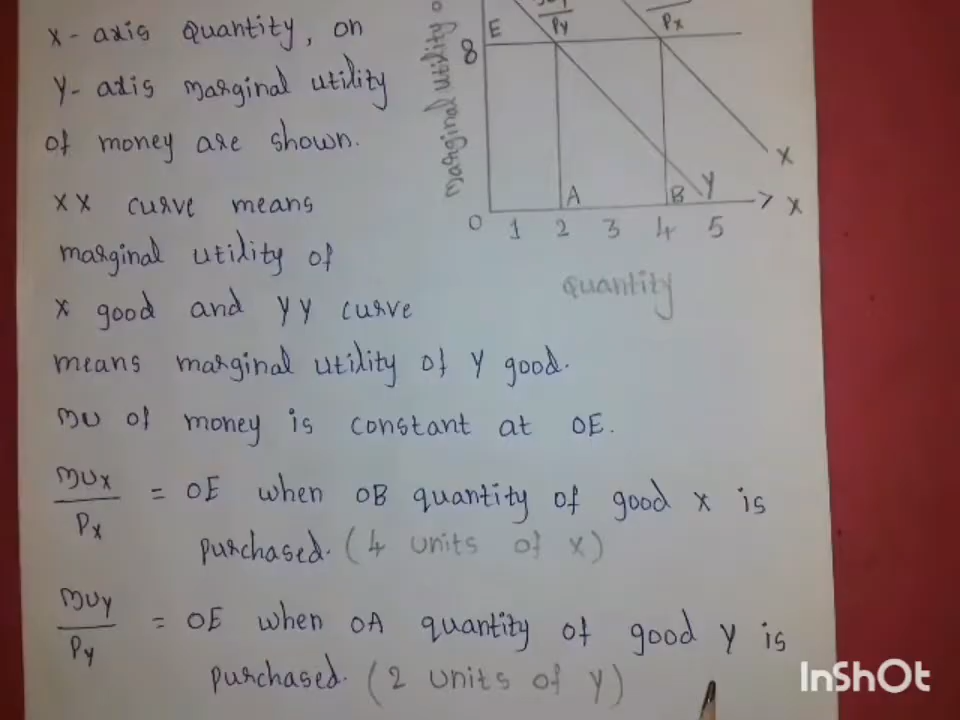 x-axis quantity, on
y-axis marginal utility
of money are shown.
xx curve means
marginal utility of
x good and yy curve
means marginal utility of y good.
MU of money is constant at OE.
MUx
Px
= OE when OB quantity of good x is
purchased. (4 units of x)
MUy
Py
= OE when OA quantity of good y is
purchased. (2 units of y)
Marginal utility
E
8
Py
Px
A
B
Y
X
X
0 1 2 3 4 5
quantity
InShOt